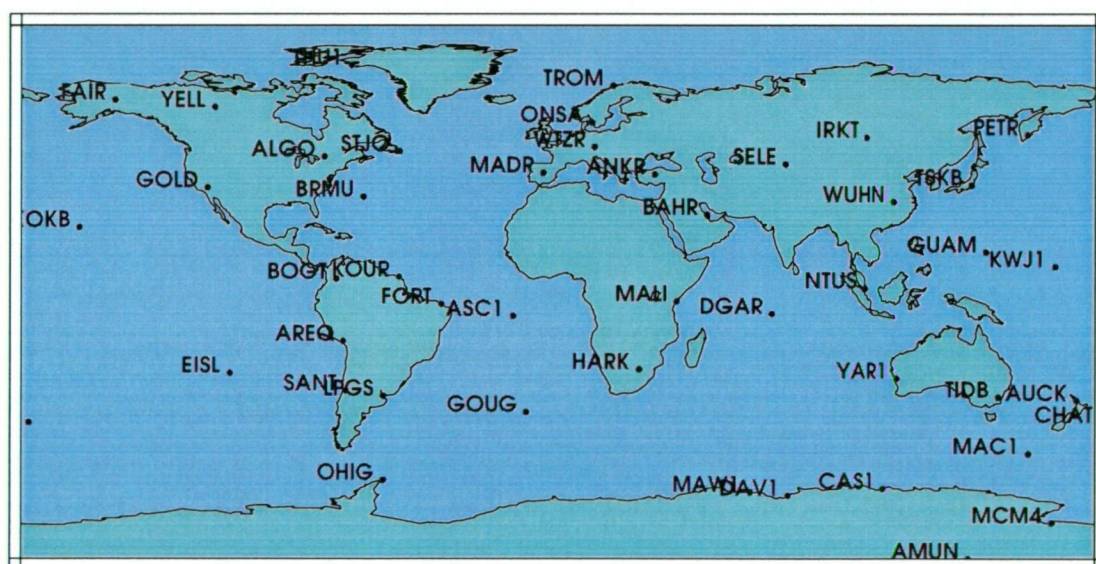 TROM
FAIR
YELL
ONSA
ALGO
STJO
WTZR
IRKT
PETR
GOLD
BRMU
MADR
ANKR
SELE
TSKB
WUHN
BAHR
GUAM
KWJ1
BOGT
KOUR
FORT
ASC1
MALI
DGAR
NTUS
AREQ
EISL
SANT
LPGS
HARK
GOUG
YAR1
TIDB
AUCK
CHAT
MAC1
OHIG
MAW1
DAV1
CAS1
MCM4
AMUN